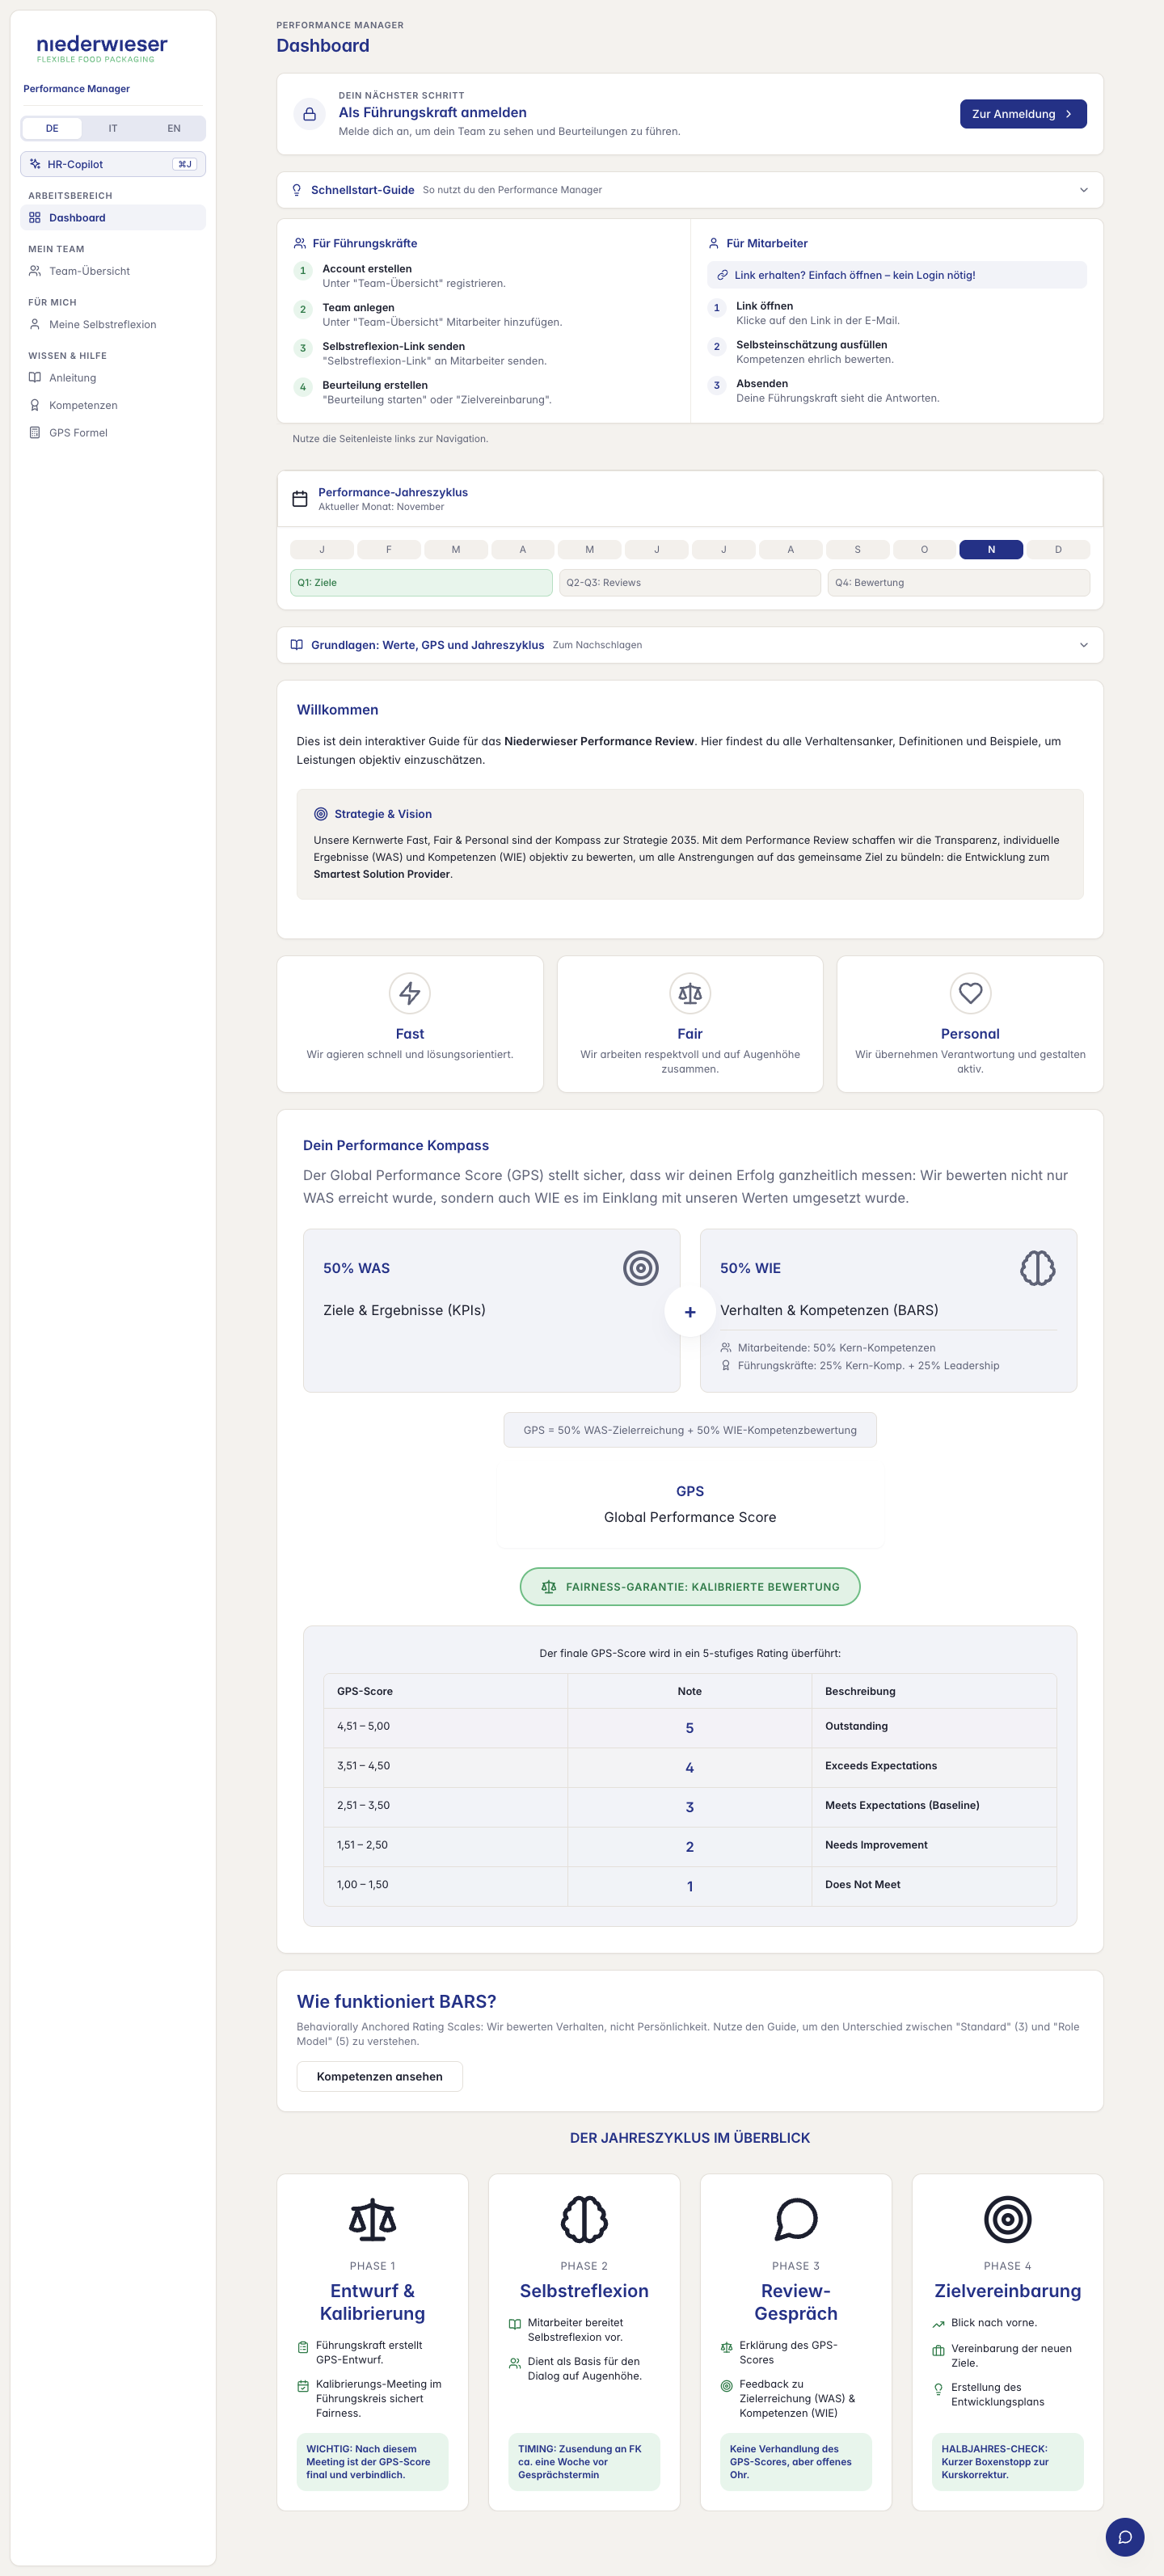 niederwieser
FLEXIBLE FOOD PACKAGING
Performance Manager
DE IT EN
HR-Copilot ⌘J
ARBEITSBEREICH
Dashboard
MEIN TEAM
Team-Übersicht
FÜR MICH
Meine Selbstreflexion
WISSEN & HILFE
Anleitung
Kompetenzen
GPS Formel
PERFORMANCE MANAGER
Dashboard
DEIN NÄCHSTER SCHRITT
Als Führungskraft anmelden
Melde dich an, um dein Team zu sehen und Beurteilungen zu führen.
Zur Anmeldung
Schnellstart-Guide So nutzt du den Performance Manager
Für Führungskräfte
1 Account erstellen
Unter "Team-Übersicht" registrieren.
2 Team anlegen
Unter "Team-Übersicht" Mitarbeiter hinzufügen.
3 Selbstreflexion-Link senden
"Selbstreflexion-Link" an Mitarbeiter senden.
4 Beurteilung erstellen
"Beurteilung starten" oder "Zielvereinbarung".
Für Mitarbeiter
Link erhalten? Einfach öffnen – kein Login nötig!
1 Link öffnen
Klicke auf den Link in der E-Mail.
2 Selbsteinschätzung ausfüllen
Kompetenzen ehrlich bewerten.
3 Absenden
Deine Führungskraft sieht die Antworten.
Nutze die Seitenleiste links zur Navigation.
Performance-Jahreszyklus
Aktueller Monat: November
J F M A M J J A S O N D
Q1: Ziele Q2-Q3: Reviews Q4: Bewertung
Grundlagen: Werte, GPS und Jahreszyklus Zum Nachschlagen
Willkommen
Dies ist dein interaktiver Guide für das Niederwieser Performance Review. Hier findest du alle Verhaltensanker, Definitionen und Beispiele, um
Leistungen objektiv einzuschätzen.
Strategie & Vision
Unsere Kernwerte Fast, Fair & Personal sind der Kompass zur Strategie 2035. Mit dem Performance Review schaffen wir die Transparenz, individuelle
Ergebnisse (WAS) und Kompetenzen (WIE) objektiv zu bewerten, um alle Anstrengungen auf das gemeinsame Ziel zu bündeln: die Entwicklung zum
Smartest Solution Provider.
Fast
Wir agieren schnell und lösungsorientiert.
Fair
Wir arbeiten respektvoll und auf Augenhöhe
zusammen.
Personal
Wir übernehmen Verantwortung und gestalten
aktiv.
Dein Performance Kompass
Der Global Performance Score (GPS) stellt sicher, dass wir deinen Erfolg ganzheitlich messen: Wir bewerten nicht nur
WAS erreicht wurde, sondern auch WIE es im Einklang mit unseren Werten umgesetzt wurde.
50% WAS
Ziele & Ergebnisse (KPIs)
+
50% WIE
Verhalten & Kompetenzen (BARS)
Mitarbeitende: 50% Kern-Kompetenzen
Führungskräfte: 25% Kern-Komp. + 25% Leadership
GPS = 50% WAS-Zielerreichung + 50% WIE-Kompetenzbewertung
GPS
Global Performance Score
FAIRNESS-GARANTIE: KALIBRIERTE BEWERTUNG
Der finale GPS-Score wird in ein 5-stufiges Rating überführt:
GPS-Score Note Beschreibung
4,51 – 5,00 5 Outstanding
3,51 – 4,50 4 Exceeds Expectations
2,51 – 3,50 3 Meets Expectations (Baseline)
1,51 – 2,50 2 Needs Improvement
1,00 – 1,50 1 Does Not Meet
Wie funktioniert BARS?
Behaviorally Anchored Rating Scales: Wir bewerten Verhalten, nicht Persönlichkeit. Nutze den Guide, um den Unterschied zwischen "Standard" (3) und "Role
Model" (5) zu verstehen.
Kompetenzen ansehen
DER JAHRESZYKLUS IM ÜBERBLICK
PHASE 1
Entwurf &
Kalibrierung
Führungskraft erstellt
GPS-Entwurf.
Kalibrierungs-Meeting im
Führungskreis sichert
Fairness.
WICHTIG: Nach diesem
Meeting ist der GPS-Score
final und verbindlich.
PHASE 2
Selbstreflexion
Mitarbeiter bereitet
Selbstreflexion vor.
Dient als Basis für den
Dialog auf Augenhöhe.
TIMING: Zusendung an FK
ca. eine Woche vor
Gesprächstermin
PHASE 3
Review-
Gespräch
Erklärung des GPS-
Scores
Feedback zu
Zielerreichung (WAS) &
Kompetenzen (WIE)
Keine Verhandlung des
GPS-Scores, aber offenes
Ohr.
PHASE 4
Zielvereinbarung
Blick nach vorne.
Vereinbarung der neuen
Ziele.
Erstellung des
Entwicklungsplans
HALBJAHRES-CHECK:
Kurzer Boxenstopp zur
Kurskorrektur.